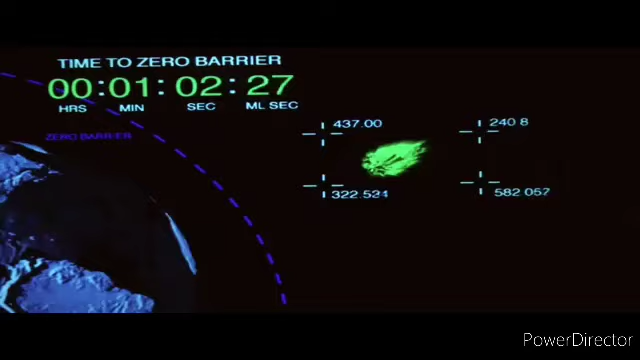 TIME TO ZERO BARRIER
00:01:02:27
HRS MIN SEC ML SEC
ZERO BARRIER
437.00
240 8
322.531
582 057
PowerDirector